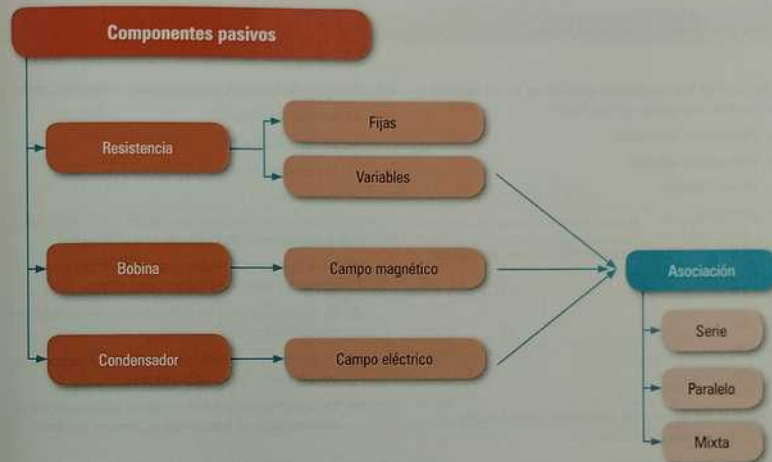 Componentes pasivos
Resistencia
Fijas
Variables
Bobina
Campo magnético
Condensador
Campo eléctrico
Asociación
Serie
Paralelo
Mixta